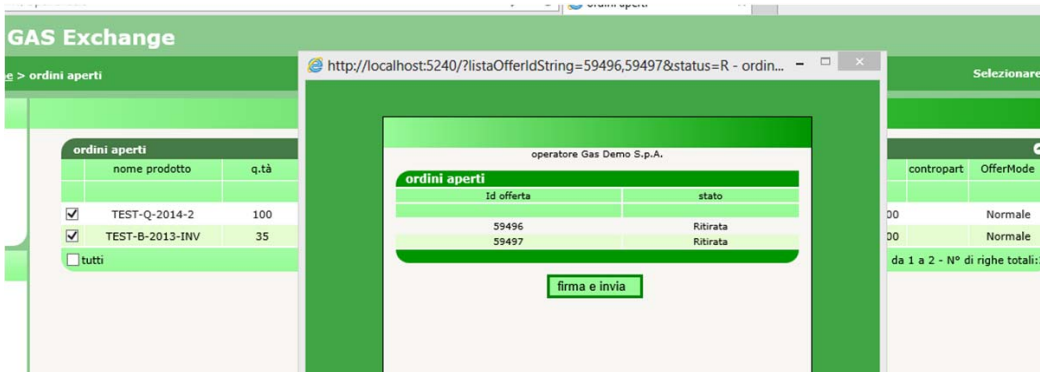 ordini aperti
GAS Exchange
> ordini aperti
Selezionare
http://localhost:5240/?listaOfferIdString=59496,59497&status=R - ordin...
ordini aperti
nome prodotto q.tà contropart OfferMode
TEST-Q-2014-2 100 00 Normale
TEST-B-2013-INV 35 00 Normale
tutti da 1 a 2 - N° di righe totali:
operatore Gas Demo S.p.A.
ordini aperti
Id offerta stato
59496 Ritirata
59497 Ritirata
firma e invia